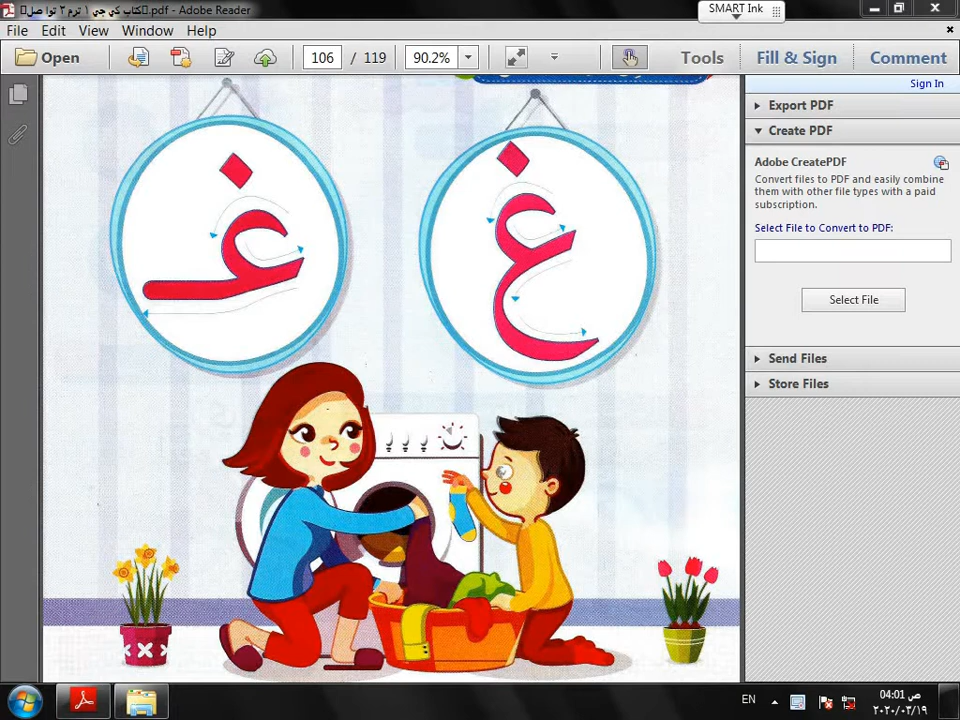 كتاب كي جي ١ ترم ٢ تواصل.pdf - Adobe Reader
SMART Ink
File Edit View Window Help
Open 106 / 119 90.2% Tools Fill & Sign Comment
Sign In
Export PDF
Create PDF
Adobe CreatePDF
Convert files to PDF and easily combine
them with other file types with a paid
subscription.
Select File to Convert to PDF:
Select File
Send Files
Store Files
غ غـ
EN
04:01 ص
٢٠٢٠/٠٣/١٩